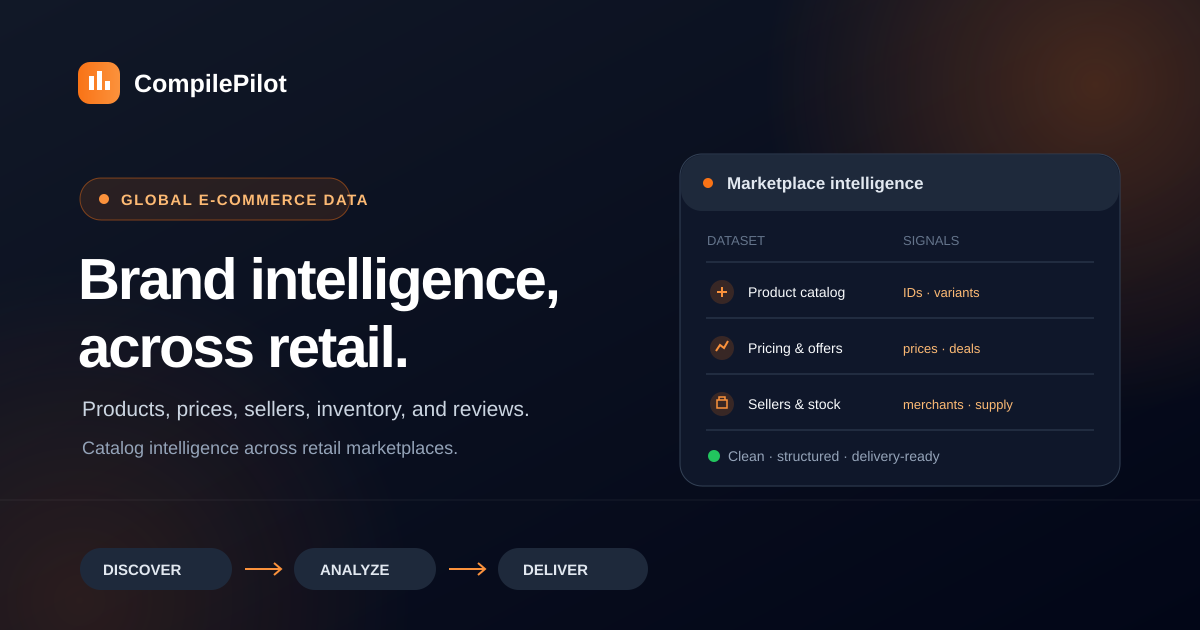 CompilePilot
GLOBAL E-COMMERCE DATA
Brand intelligence,
across retail.
Products, prices, sellers, inventory, and reviews.
Catalog intelligence across retail marketplaces.
Marketplace intelligence
DATASET SIGNALS
Product catalog IDs · variants
Pricing & offers prices · deals
Sellers & stock merchants · supply
Clean · structured · delivery-ready
DISCOVER ANALYZE DELIVER